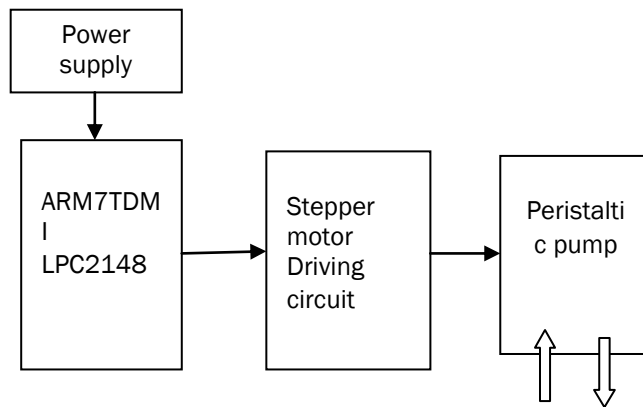 Power
supply
ARM7TDM
I
LPC2148
Stepper
motor
Driving
circuit
Peristalti
c pump